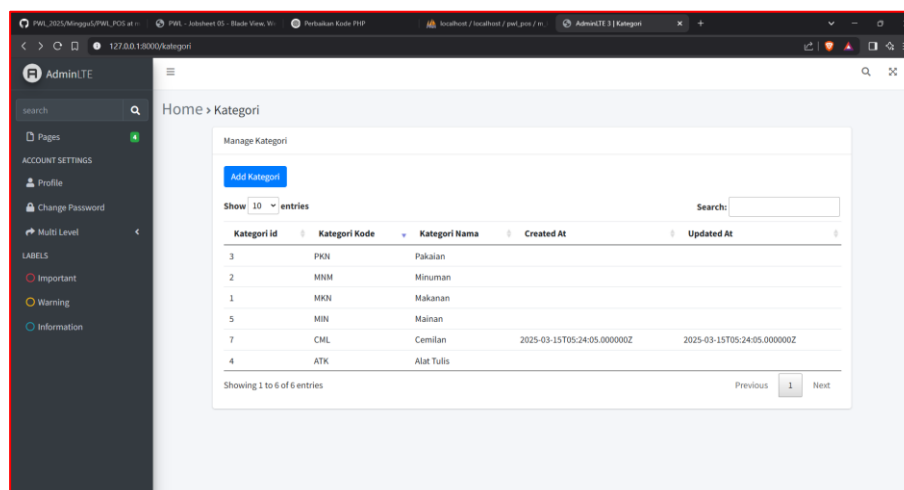 PWL_2025/Minggu5/PWL_POS at m
PWL - Jobsheet 05 - Blade View, W
Perbaikan Kode PHP
localhost / localhost / pwl_pos / m_
AdminLTE 3 | Kategori
127.0.0.1:8000/kategori
AdminLTE
search
Pages
4
ACCOUNT SETTINGS
Profile
Change Password
Multi Level
LABELS
Important
Warning
Information
Home > Kategori
Manage Kategori
Add Kategori
Show 10 entries
Search:
Kategori id Kategori Kode Kategori Nama Created At Updated At
3 PKN Pakaian
2 MNM Minuman
1 MKN Makanan
5 MIN Mainan
7 CML Cemilan 2025-03-15T05:24:05.000000Z 2025-03-15T05:24:05.000000Z
4 ATK Alat Tulis
Showing 1 to 6 of 6 entries
Previous 1 Next